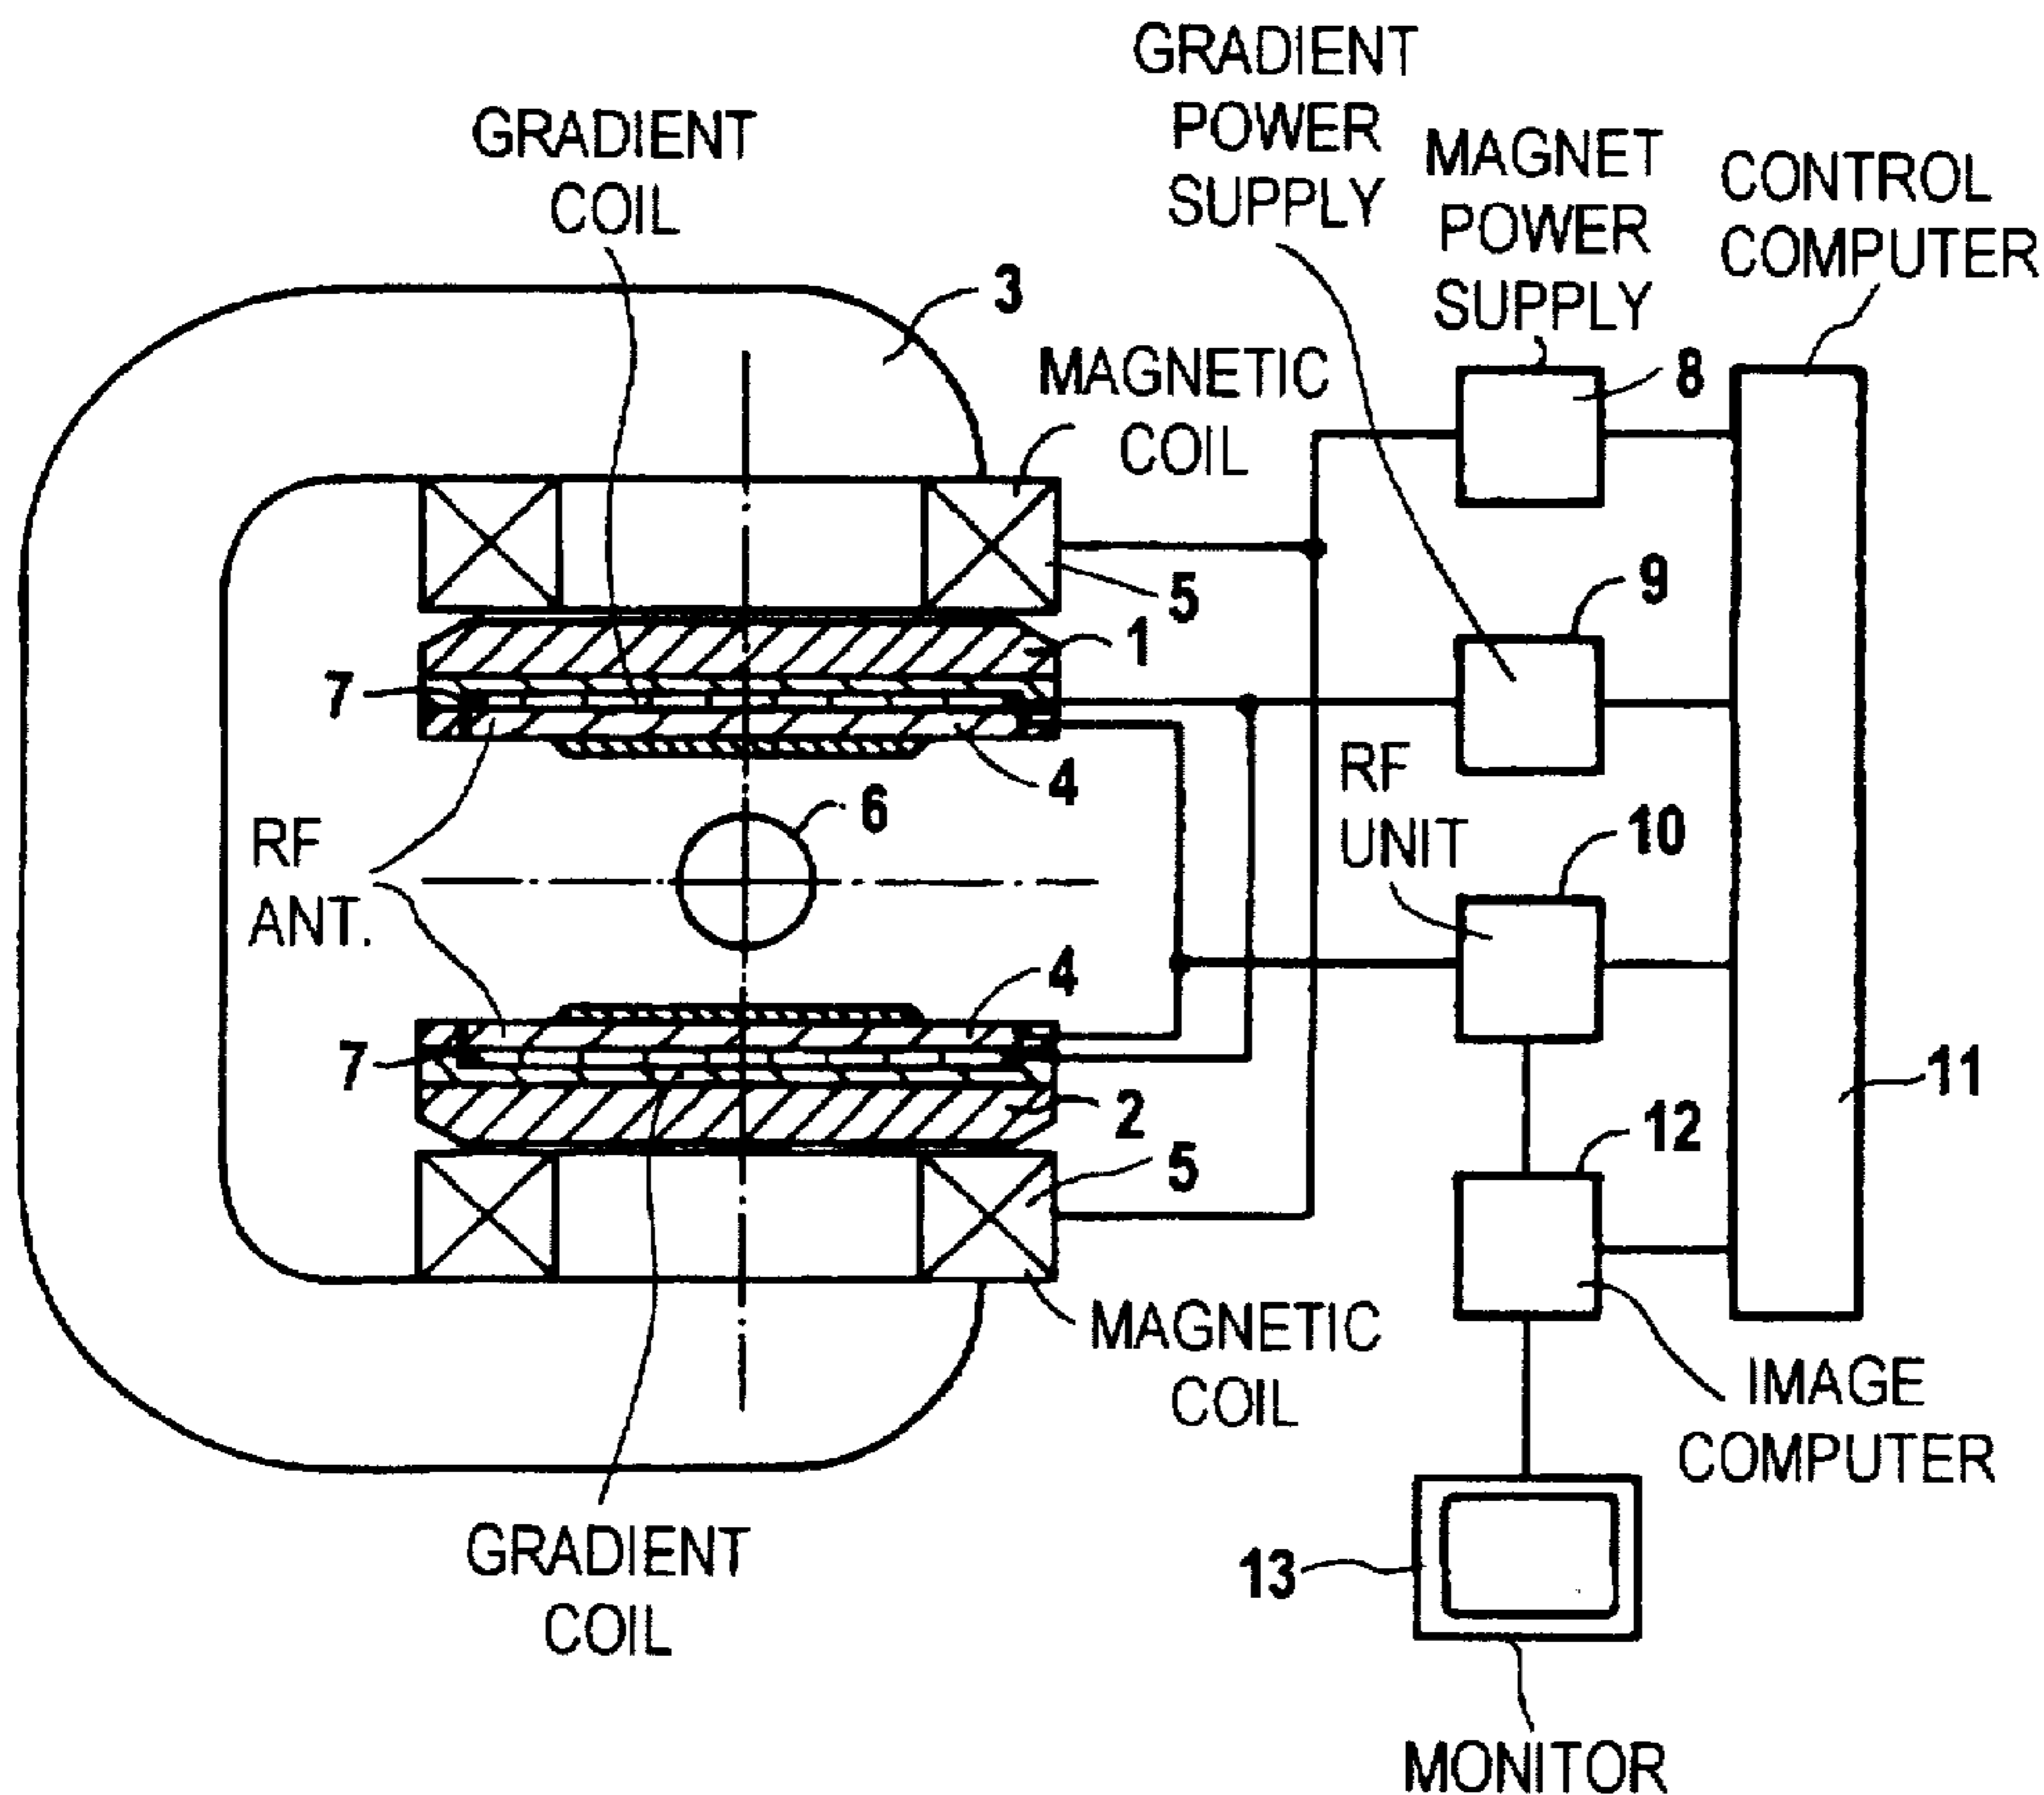 GRADIENT
POWER
SUPPLY
GRADIENT
COIL
MAGNET
POWER
SUPPLY
CONTROL
COMPUTER
3
MAGNETIC
COIL
8
5
9
1
7
4
RF
UNIT
6
10
RF
ANT.
4
7
2
11
12
5
MAGNETIC
COIL
IMAGE
COMPUTER
GRADIENT
COIL
13
MONITOR